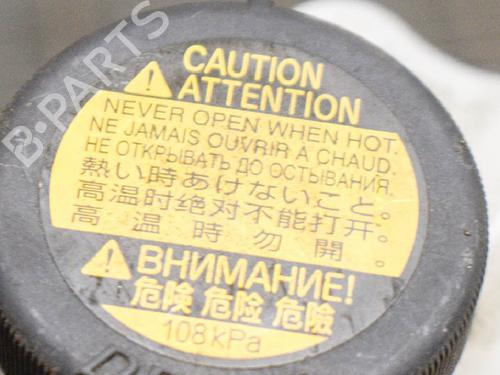 B-PARTS
CAUTION
ATTENTION
NEVER OPEN WHEN HOT.
NE JAMAIS OUVRIR À CHAUD.
НЕ ОТКРЫВАТЬ ДО ОСТЫВАНИЯ.
熱い時あけないこと。
高温时绝对不能打开。
高温時勿開。
ВНИМАНИЕ!
危険 危险 危險
108kPa